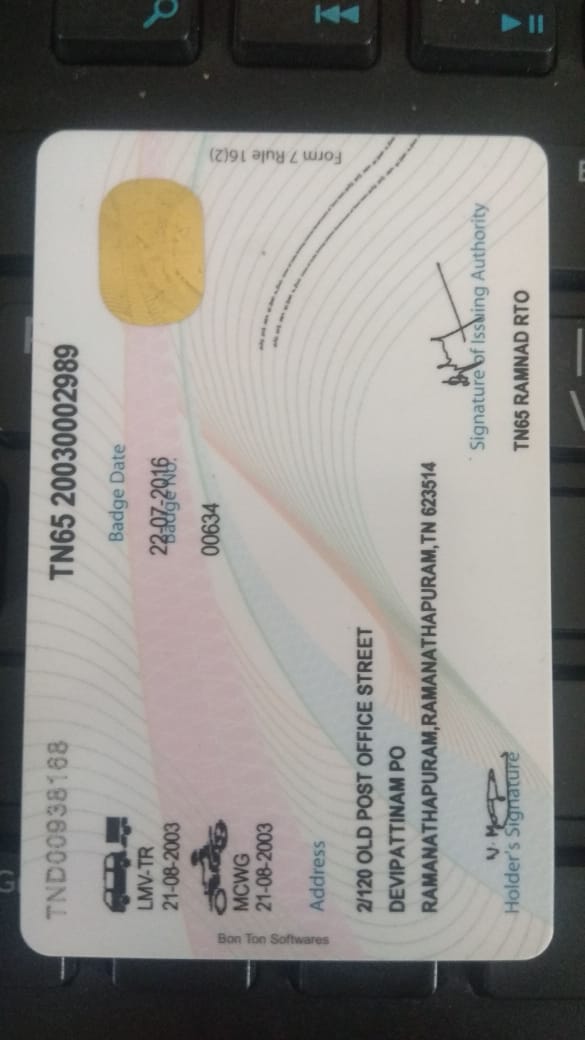 TND00938168
TN65 20030002989
LMV-TR
21-08-2003
MCWG
21-08-2003
Badge Date
22-07-2016
Badge No.
00634
Form 7 Rule 16(2)
Address
2/120 OLD POST OFFICE STREET
DEVIPATTINAM PO
RAMANATHAPURAM,RAMANATHAPURAM,TN 623514
Holder's Signature
Signature of Issuing Authority
TN65 RAMNAD RTO
Bon Ton Softwares